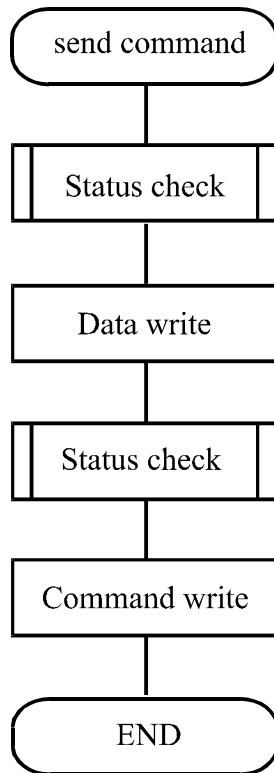 send command
Status check
Data write
Status check
Command write
END